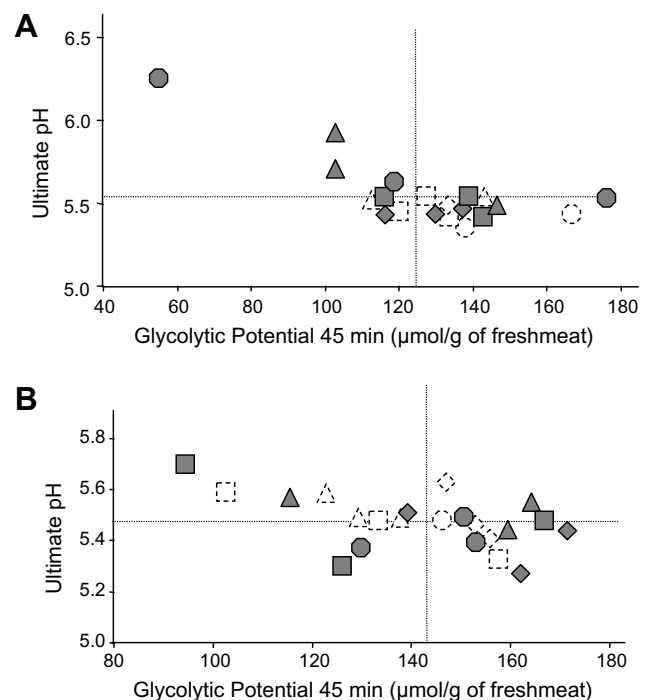 A
Ultimate pH
6.5
6.0
5.5
5.0
40 60 80 100 120 140 160 180
Glycolytic Potential 45 min (µmol/g of freshmeat)
B
Ultimate pH
5.8
5.6
5.4
5.2
5.0
80 100 120 140 160 180
Glycolytic Potential 45 min (µmol/g of freshmeat)